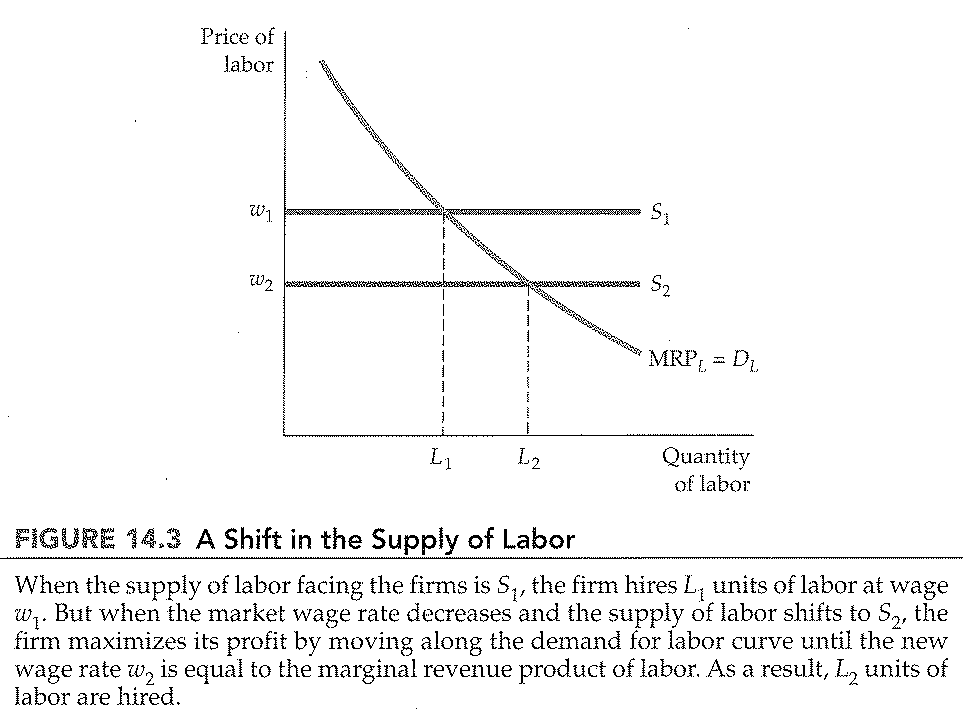 Price of
labor
w₁
S₁
w₂
S₂
MRP_L = D_L
L₁ L₂ Quantity
of labor
FIGURE 14.3 A Shift in the Supply of Labor
When the supply of labor facing the firms is S₁, the firm hires L₁ units of labor at wage
w₁. But when the market wage rate decreases and the supply of labor shifts to S₂, the
firm maximizes its profit by moving along the demand for labor curve until the new
wage rate w₂ is equal to the marginal revenue product of labor. As a result, L₂ units of
labor are hired.